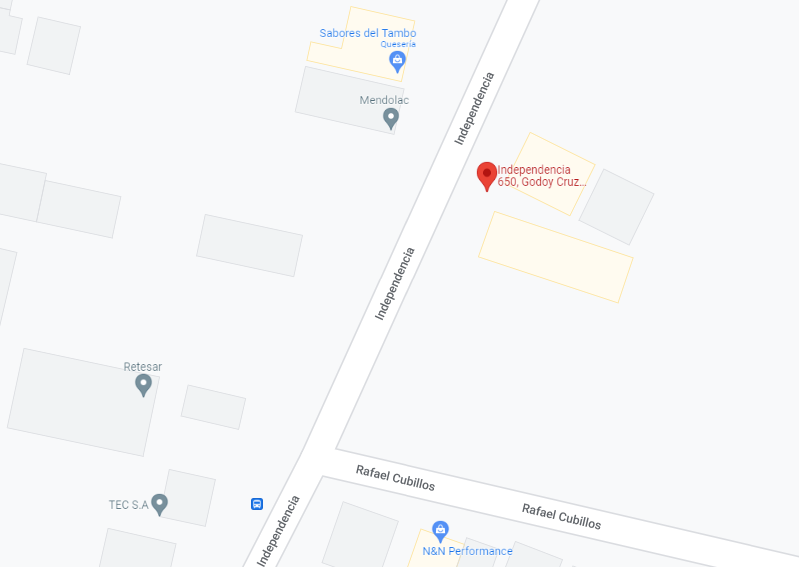 Sabores del Tambo
Quesería
Mendolac
Independencia
Independencia
650, Godoy Cruz...
Independencia
Retesar
Rafael Cubillos
TEC S.A
Rafael Cubillos
Independencia
N&N Performance